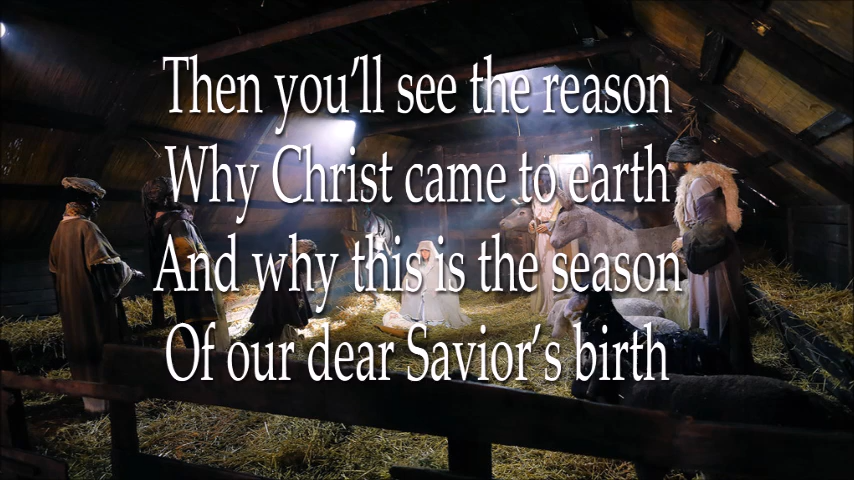 Then you’ll see the reason
Why Christ came to earth
And why this is the season
Of our dear Savior’s birth